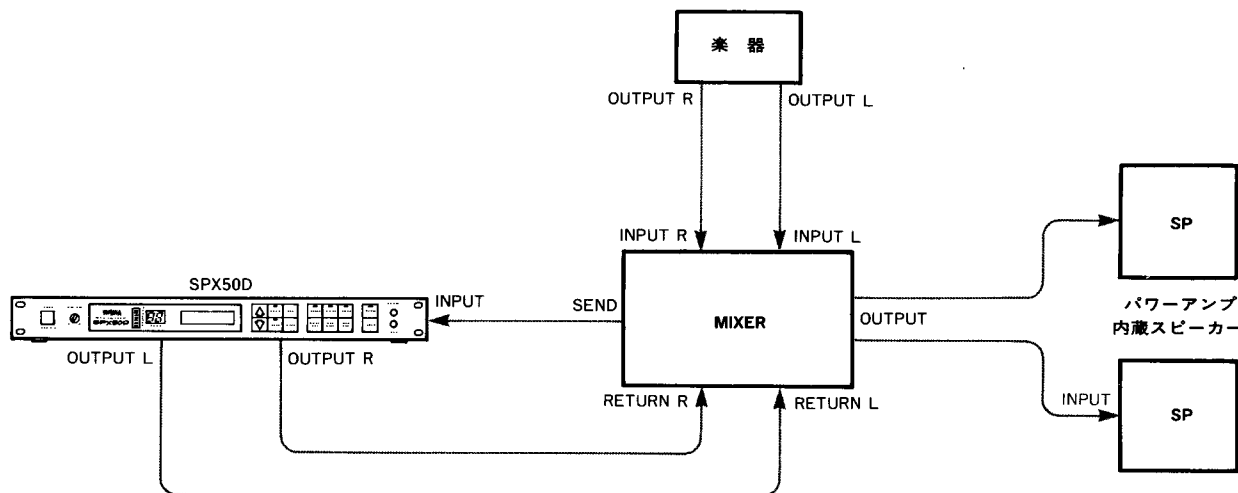 楽 器
OUTPUT R
OUTPUT L
INPUT R
INPUT L
SP
SPX50D
INPUT
SEND
MIXER
OUTPUT
パワーアンプ
内蔵スピーカー
SPX50D
OUTPUT L
OUTPUT R
RETURN R
RETURN L
INPUT
SP